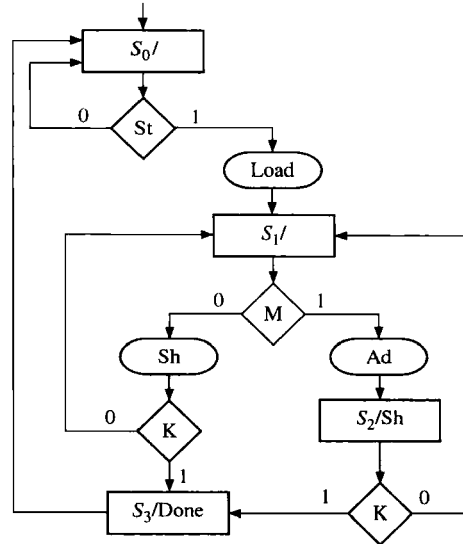 S₀/
0 St 1
Load
S₁/
0 M 1
Sh Ad
S₂/Sh
0 K
1
S₃/Done 1 K 0